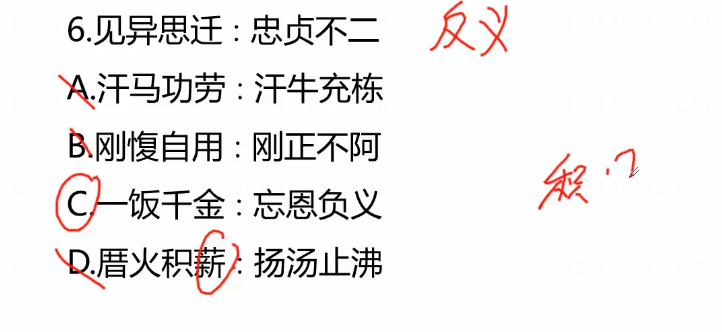 6.见异思迁:忠贞不二 反义
A.汗马功劳:汗牛充栋
B.刚愎自用:刚正不阿
C.一饭千金:忘恩负义
积
D.厝火积薪:扬汤止沸